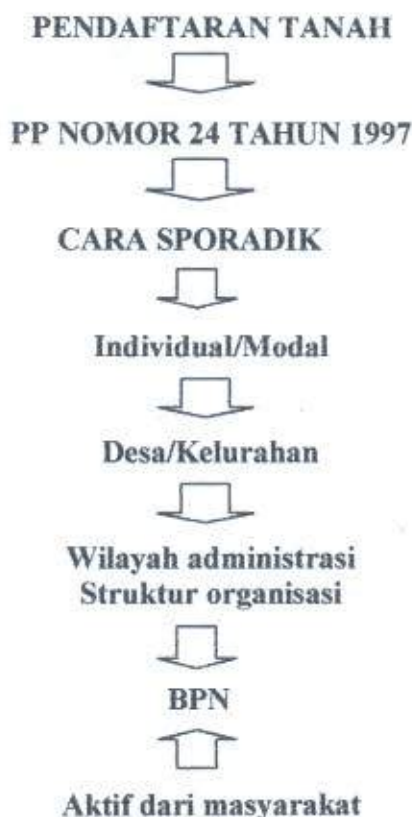 PENDAFTARAN TANAH
PP NOMOR 24 TAHUN 1997
CARA SPORADIK
Individual/Modal
Desa/Kelurahan
Wilayah administrasi
Struktur organisasi
BPN
Aktif dari masyarakat